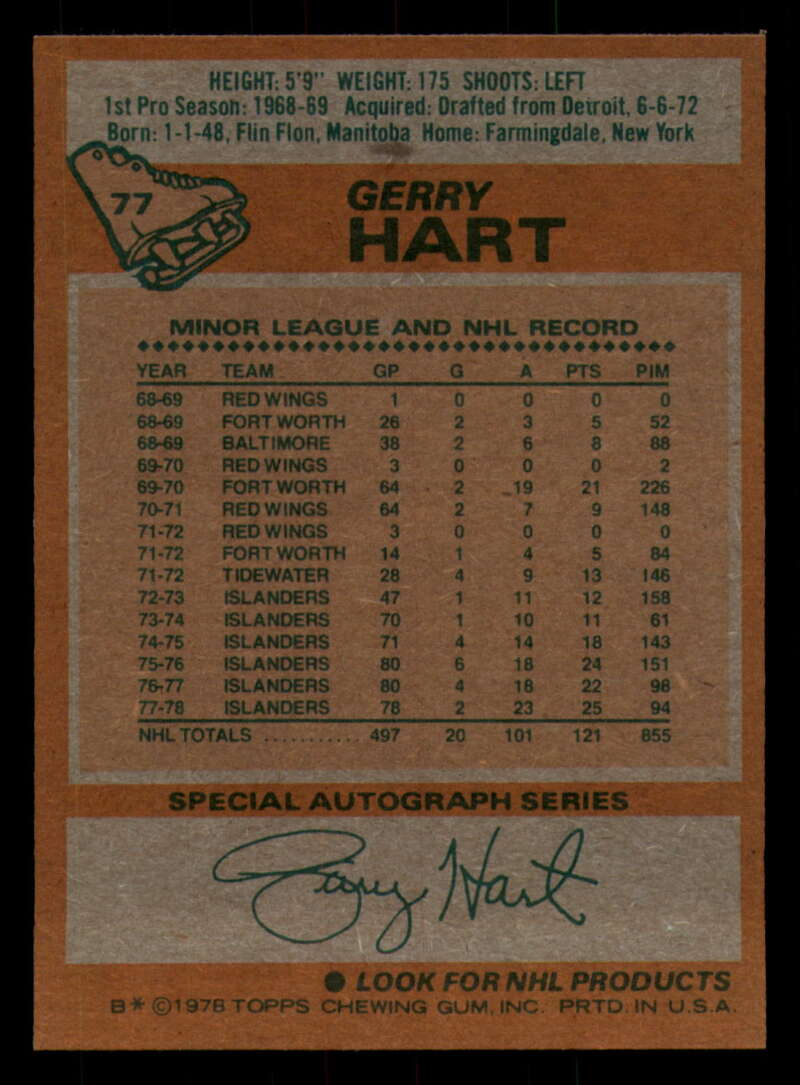 HEIGHT: 5'9" WEIGHT: 175 SHOOTS: LEFT
1st Pro Season: 1968-69 Acquired: Drafted from Detroit, 6-6-72
Born: 1-1-48, Flin Flon, Manitoba Home: Farmingdale, New York
77
GERRY
HART
MINOR LEAGUE AND NHL RECORD
YEAR TEAM GP G A PTS PIM
68-69 RED WINGS 1 0 0 0 0
68-69 FORT WORTH 26 2 3 5 52
68-69 BALTIMORE 38 2 6 8 88
69-70 RED WINGS 3 0 0 0 2
69-70 FORT WORTH 64 2 19 21 226
70-71 RED WINGS 64 2 7 9 148
71-72 RED WINGS 3 0 0 0 0
71-72 FORT WORTH 14 1 4 5 84
71-72 TIDEWATER 28 4 9 13 146
72-73 ISLANDERS 47 1 11 12 158
73-74 ISLANDERS 70 1 10 11 61
74-75 ISLANDERS 71 4 14 18 143
75-76 ISLANDERS 80 6 18 24 151
76-77 ISLANDERS 80 4 18 22 98
77-78 ISLANDERS 78 2 23 25 94
NHL TOTALS ........... 497 20 101 121 855
SPECIAL AUTOGRAPH SERIES
Gerry Hart
● LOOK FOR NHL PRODUCTS
B* ©1978 TOPPS CHEWING GUM, INC. PRTD. IN U.S.A.